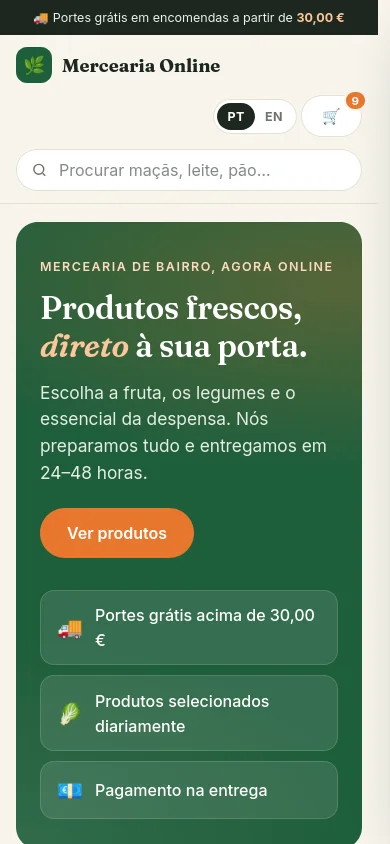 Portes grátis em encomendas a partir de 30,00 €
Mercearia Online
PT EN
9
Procurar maçãs, leite, pão...
MERCEARIA DE BAIRRO, AGORA ONLINE
Produtos frescos,
direto à sua porta.
Escolha a fruta, os legumes e o
essencial da despensa. Nós
preparamos tudo e entregamos em
24–48 horas.
Ver produtos
Portes grátis acima de 30,00
€
Produtos selecionados
diariamente
Pagamento na entrega